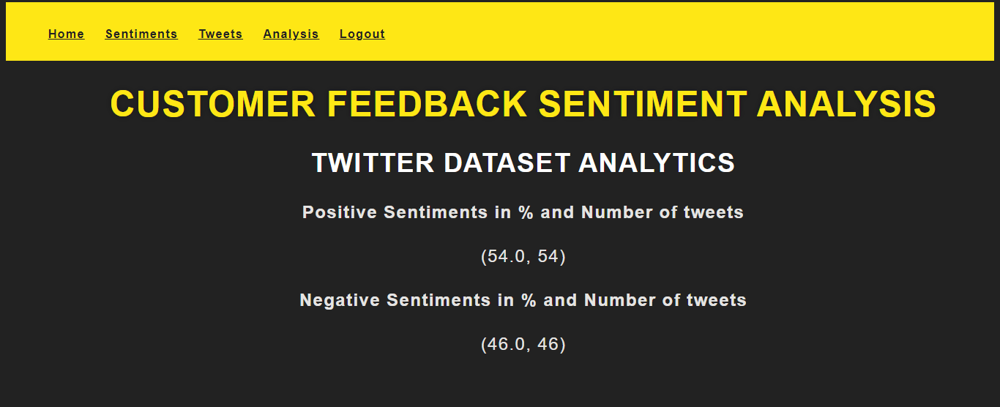 Home Sentiments Tweets Analysis Logout
CUSTOMER FEEDBACK SENTIMENT ANALYSIS
TWITTER DATASET ANALYTICS
Positive Sentiments in % and Number of tweets
(54.0, 54)
Negative Sentiments in % and Number of tweets
(46.0, 46)